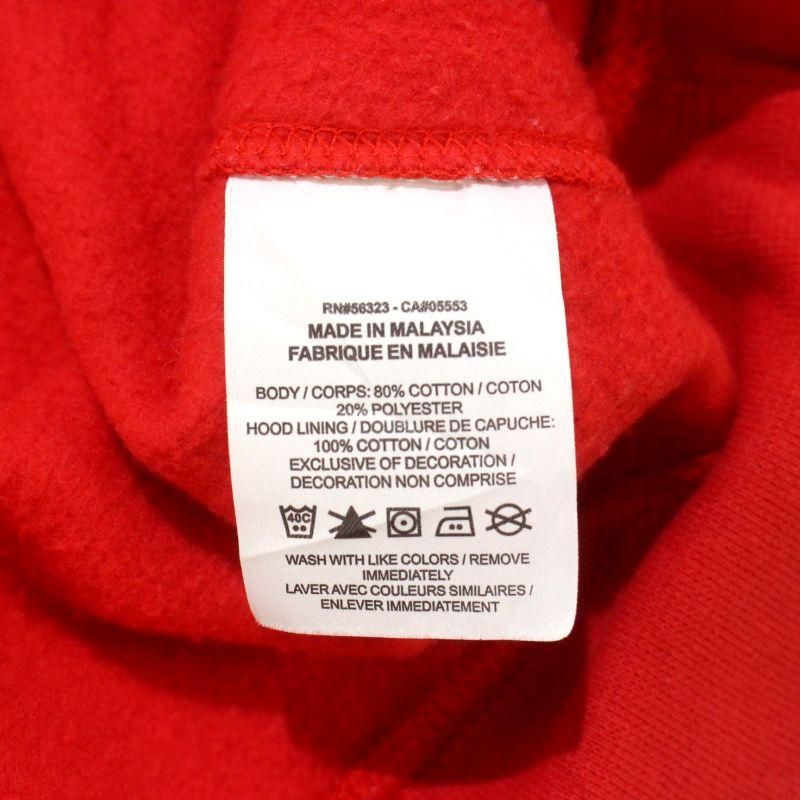 RN#56323 - CA#05553
MADE IN MALAYSIA
FABRIQUE EN MALAISIE
BODY / CORPS: 80% COTTON / COTON
20% POLYESTER
HOOD LINING / DOUBLURE DE CAPUCHE:
100% COTTON / COTON
EXCLUSIVE OF DECORATION /
DECORATION NON COMPRISE
40C
WASH WITH LIKE COLORS / REMOVE
IMMEDIATELY
LAVER AVEC COULEURS SIMILAIRES /
ENLEVER IMMEDIATEMENT